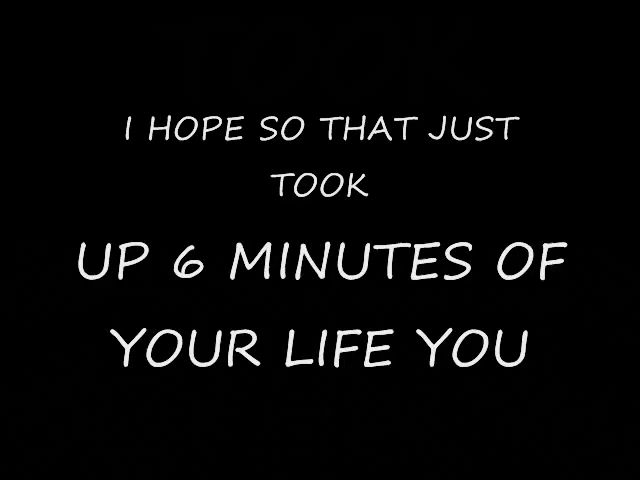 I HOPE SO THAT JUST
TOOK
UP 6 MINUTES OF
YOUR LIFE YOU